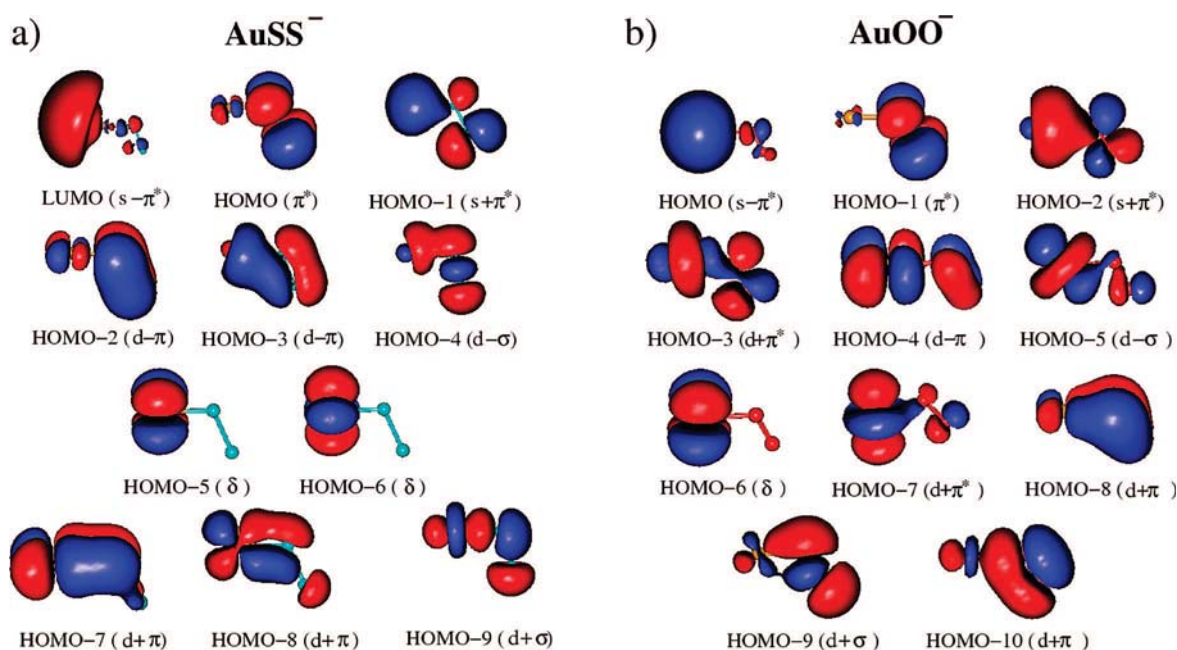 a) AuSS⁻
LUMO (s−π*) HOMO (π*) HOMO−1 (s+π*)
HOMO−2 (d−π) HOMO−3 (d−π) HOMO−4 (d−σ)
HOMO−5 (δ) HOMO−6 (δ)
HOMO−7 (d+π) HOMO−8 (d+π) HOMO−9 (d+σ)
b) AuOO⁻
HOMO (s−π*) HOMO−1 (π*) HOMO−2 (s+π*)
HOMO−3 (d+π*) HOMO−4 (d−π) HOMO−5 (d−σ)
HOMO−6 (δ) HOMO−7 (d+π*) HOMO−8 (d+π)
HOMO−9 (d+σ) HOMO−10 (d+π)